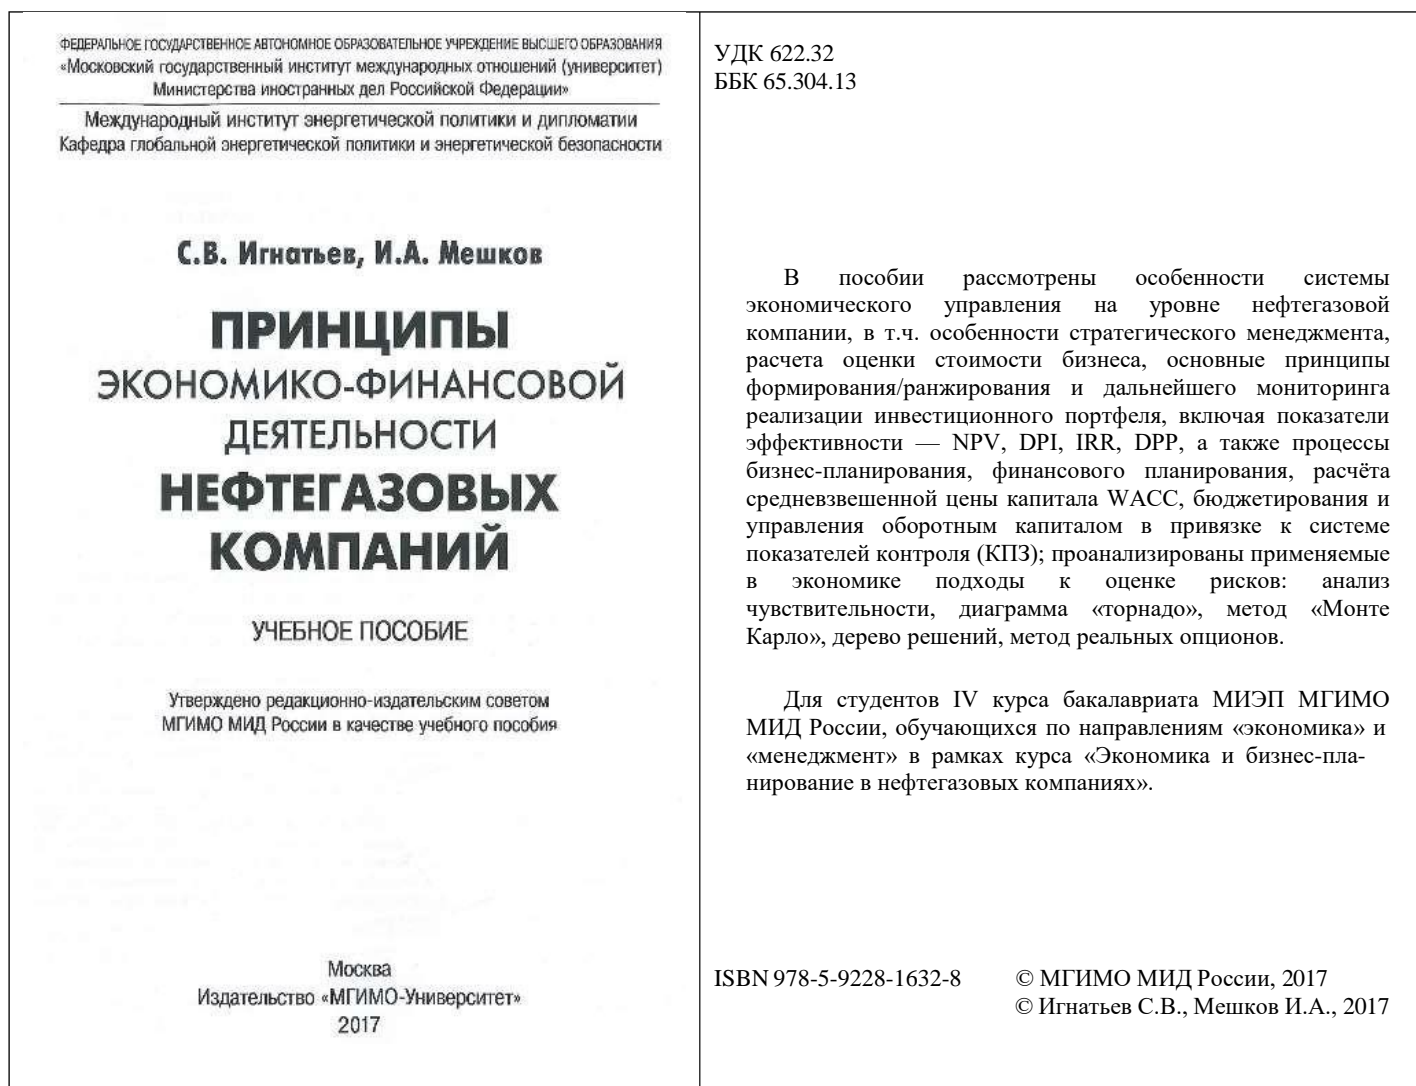 ФЕДЕРАЛЬНОЕ ГОСУДАРСТВЕННОЕ АВТОНОМНОЕ ОБРАЗОВАТЕЛЬНОЕ УЧРЕЖДЕНИЕ ВЫСШЕГО ОБРАЗОВАНИЯ
«Московский государственный институт международных отношений (университет)
Министерства иностранных дел Российской Федерации»
Международный институт энергетической политики и дипломатии
Кафедра глобальной энергетической политики и энергетической безопасности
С.В. Игнатьев, И.А. Мешков
ПРИНЦИПЫ
ЭКОНОМИКО-ФИНАНСОВОЙ
ДЕЯТЕЛЬНОСТИ
НЕФТЕГАЗОВЫХ
КОМПАНИЙ
УЧЕБНОЕ ПОСОБИЕ
Утверждено редакционно-издательским советом
МГИМО МИД России в качестве учебного пособия
Москва
Издательство «МГИМО-Университет»
2017
УДК 622.32
ББК 65.304.13
В пособии рассмотрены особенности системы
экономического управления на уровне нефтегазовой
компании, в т.ч. особенности стратегического менеджмента,
расчета оценки стоимости бизнеса, основные принципы
формирования/ранжирования и дальнейшего мониторинга
реализации инвестиционного портфеля, включая показатели
эффективности — NPV, DPI, IRR, DPP, а также процессы
бизнес-планирования, финансового планирования, расчёта
средневзвешенной цены капитала WACC, бюджетирования и
управления оборотным капиталом в привязке к системе
показателей контроля (КПЗ); проанализированы применяемые
в экономике подходы к оценке рисков: анализ
чувствительности, диаграмма «торнадо», метод «Монте
Карло», дерево решений, метод реальных опционов.
Для студентов IV курса бакалавриата МИЭП МГИМО
МИД России, обучающихся по направлениям «экономика» и
«менеджмент» в рамках курса «Экономика и бизнес-пла-
нирование в нефтегазовых компаниях».
ISBN 978-5-9228-1632-8 © МГИМО МИД России, 2017
© Игнатьев С.В., Мешков И.А., 2017